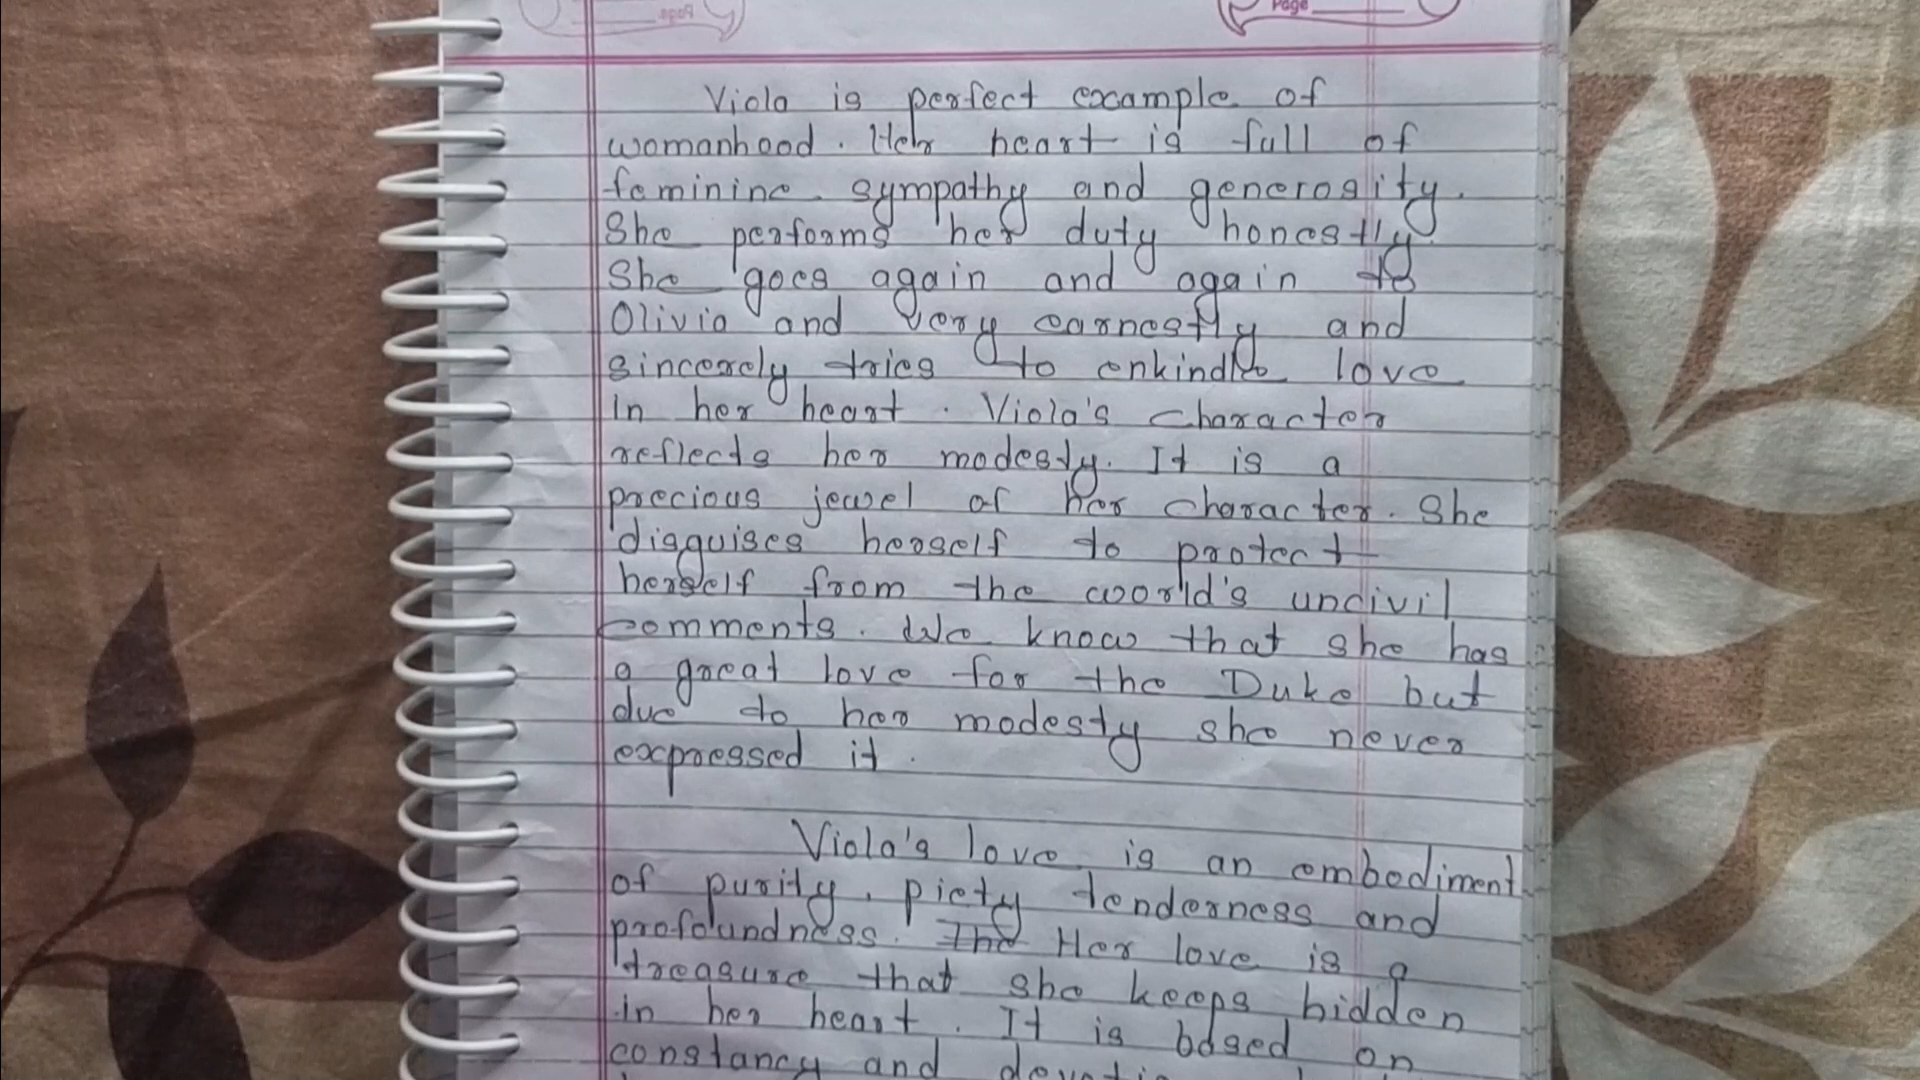 Page
Viola is perfect example of
womanhood. Her heart is full of
feminine sympathy and generosity.
She performs her duty honestly.
She goes again and again to
Olivia and very earnestly and
sincerely tries to enkindle love
in her heart. Viola's character
reflects her modesty. It is a
precious jewel of her character. She
disguises herself to protect
herself from the world's uncivil
comments. We know that she has
a great love for the Duke but
due to her modesty she never
expressed it.
Viola's love is an embodiment
of purity, piety tenderness and
profoundness. The Her love is a
treasure that she keeps hidden
in her heart. It is based on
constancy and